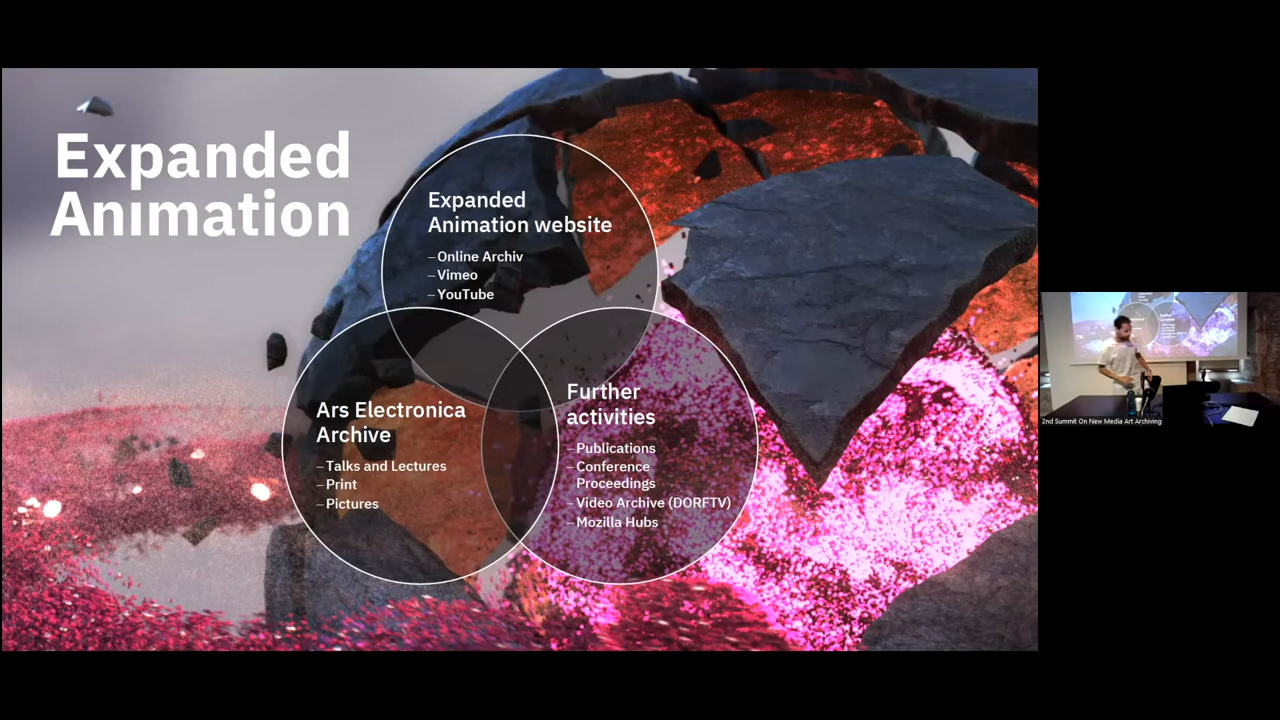 Expanded
Animation
Expanded
Animation website
– Online Archiv
– Vimeo
– YouTube
Ars Electronica
Archive
– Talks and Lectures
– Print
– Pictures
Further
activities
– Publications
– Conference
Proceedings
– Video Archive (DORFTV)
– Mozilla Hubs
2nd Summit On New Media Art Archiving